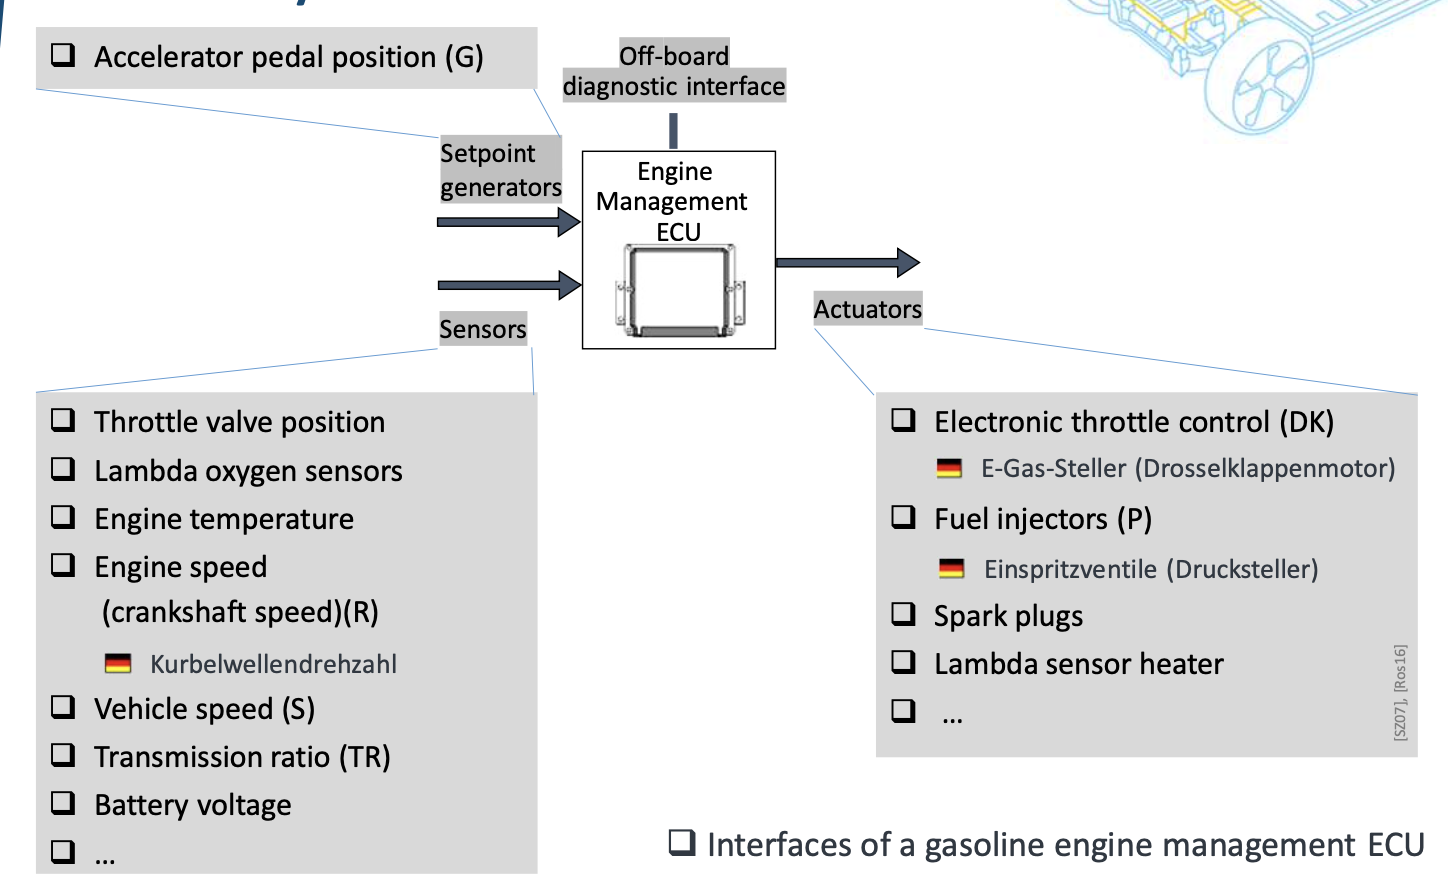 ❑ Accelerator pedal position (G)
Off-board
diagnostic interface
Setpoint
generators
Engine
Management
ECU
Sensors
Actuators
❑ Throttle valve position
❑ Lambda oxygen sensors
❑ Engine temperature
❑ Engine speed
(crankshaft speed)(R)
Kurbelwellendrehzahl
❑ Vehicle speed (S)
❑ Transmission ratio (TR)
❑ Battery voltage
❑ ...
❑ Electronic throttle control (DK)
E-Gas-Steller (Drosselklappenmotor)
❑ Fuel injectors (P)
Einspritzventile (Drucksteller)
❑ Spark plugs
❑ Lambda sensor heater
❑ ...
[SZ07], [Ros16]
❑ Interfaces of a gasoline engine management ECU